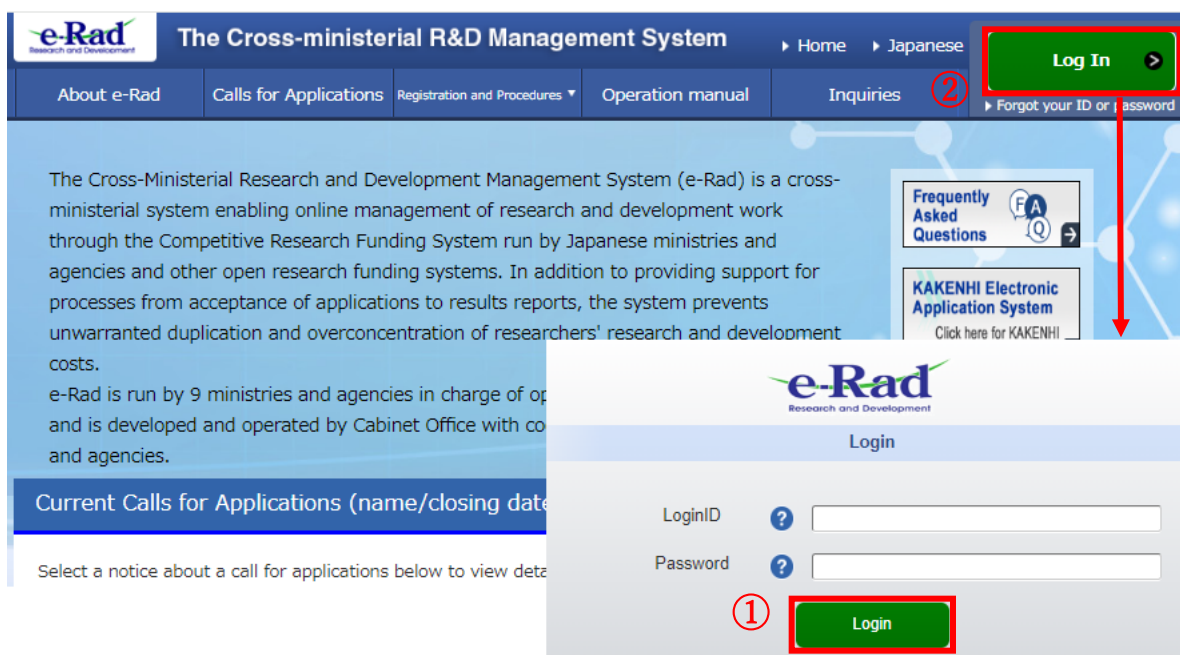 e-Rad
Research and Development
The Cross-ministerial R&D Management System
Home
Japanese
Log In
②
Forgot your ID or password
About e-Rad
Calls for Applications
Registration and Procedures ▼
Operation manual
Inquiries
The Cross-Ministerial Research and Development Management System (e-Rad) is a cross-
ministerial system enabling online management of research and development work
through the Competitive Research Funding System run by Japanese ministries and
agencies and other open research funding systems. In addition to providing support for
processes from acceptance of applications to results reports, the system prevents
unwarranted duplication and overconcentration of researchers' research and development
costs.
e-Rad is run by 9 ministries and agencies in charge of op
and is developed and operated by Cabinet Office with co
and agencies.
Frequently
Asked
Questions
F A Q
KAKENHI Electronic
Application System
Click here for KAKENHI
Current Calls for Applications (name/closing date
Select a notice about a call for applications below to view deta
e-Rad
Research and Development
Login
LoginID ?
Password ?
①
Login